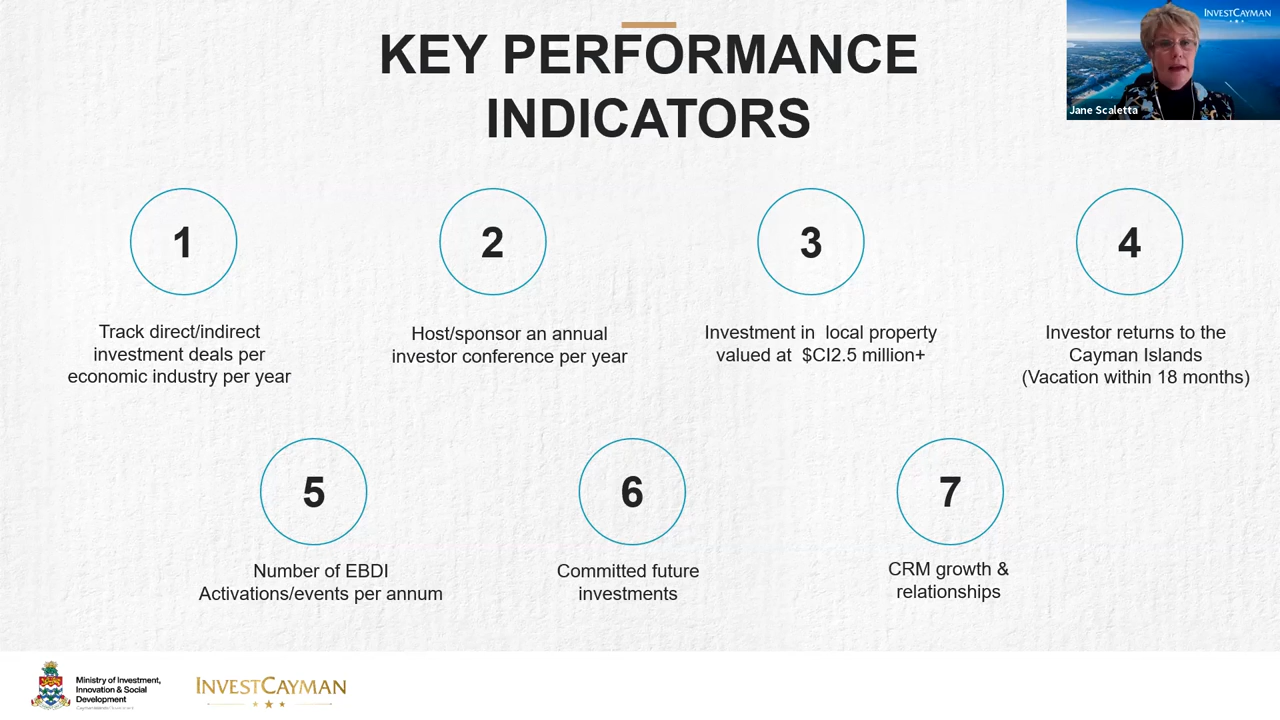 KEY PERFORMANCE
INDICATORS
INVESTCAYMAN
Jane Scaletta
1
2
3
4
Track direct/indirect
investment deals per
economic industry per year
Host/sponsor an annual
investor conference per year
Investment in  local property
valued at  $CI2.5 million+
Investor returns to the
Cayman Islands
(Vacation within 18 months)
5
6
7
Number of EBDI
Activations/events per annum
Committed future
investments
CRM growth &
relationships
Ministry of Investment,
Innovation & Social
Development
INVESTCAYMAN